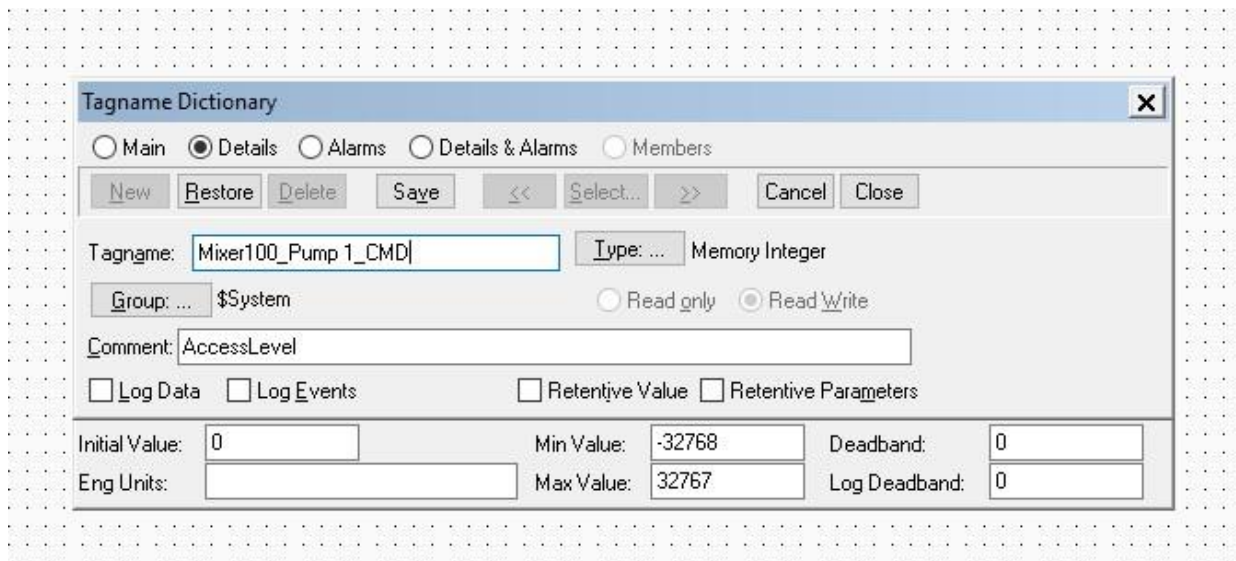 Tagname Dictionary
Main Details Alarms Details & Alarms Members
New Restore Delete Save << Select... >> Cancel Close
Tagname: Mixer100_Pump 1_CMD Type: ... Memory Integer
Group: ... $System Read only Read Write
Comment: AccessLevel
Log Data Log Events Retentive Value Retentive Parameters
Initial Value: 0 Min Value: -32768 Deadband: 0
Eng Units: Max Value: 32767 Log Deadband: 0